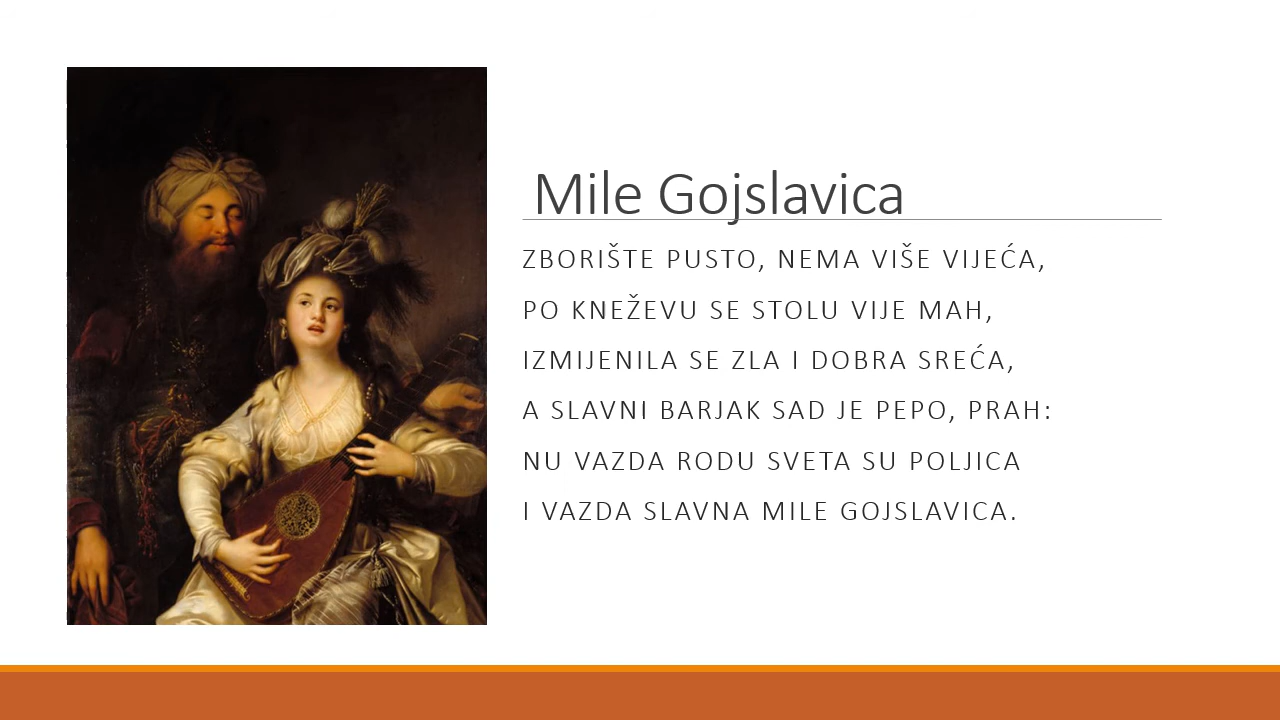 Mile Gojslavica
ZBORIŠTE PUSTO, NEMA VIŠE VIJEĆA,
PO KNEŽEVU SE STOLU VIJE MAH,
IZMIJENILA SE ZLA I DOBRA SREĆA,
A SLAVNI BARJAK SAD JE PEPO, PRAH:
NU VAZDA RODU SVETA SU POLJICA
I VAZDA SLAVNA MILE GOJSLAVICA.